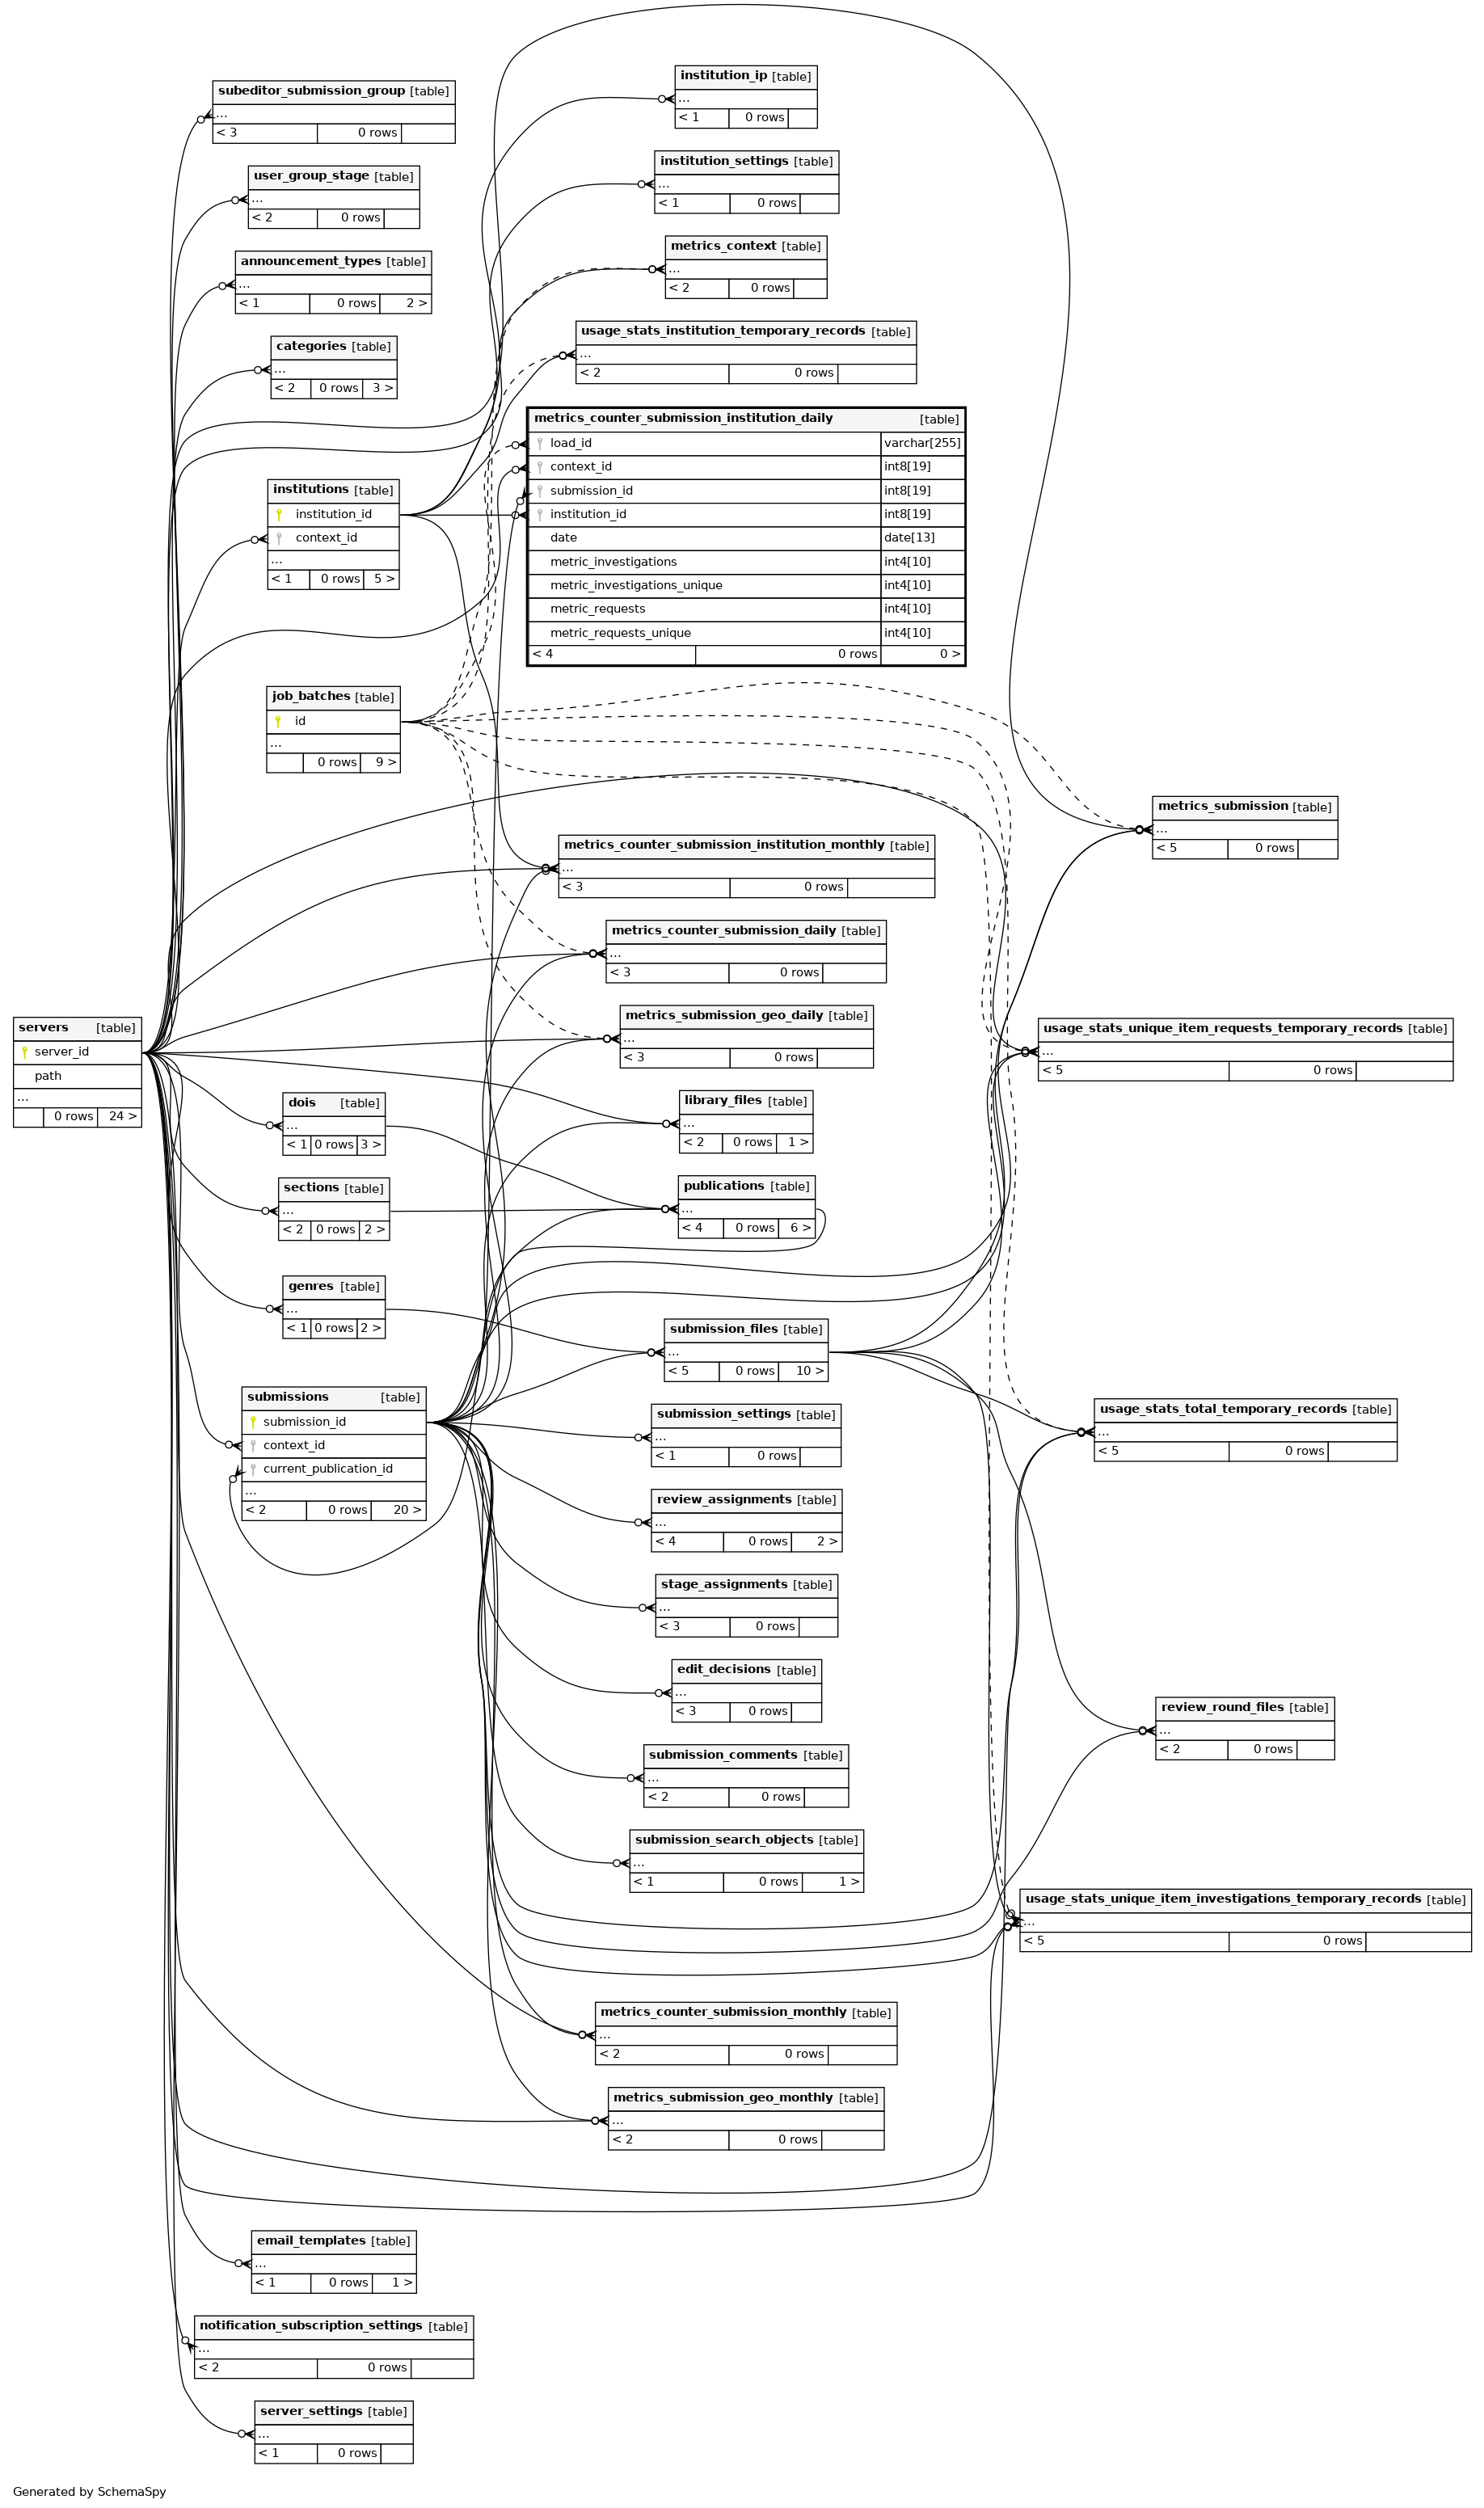 subeditor_submission_group [table]
...
< 3 0 rows
user_group_stage [table]
...
< 2 0 rows
announcement_types [table]
...
< 1 0 rows 2 >
categories [table]
...
< 2 0 rows 3 >
institutions [table]
institution_id
context_id
...
< 1 0 rows 5 >
job_batches [table]
id
...
0 rows 9 >
servers [table]
server_id
path
...
0 rows 24 >
dois [table]
...
< 1 0 rows 3 >
sections [table]
...
< 2 0 rows 2 >
genres [table]
...
< 1 0 rows 2 >
submissions [table]
submission_id
context_id
current_publication_id
...
< 2 0 rows 20 >
email_templates [table]
...
< 1 0 rows 1 >
notification_subscription_settings [table]
...
< 2 0 rows
server_settings [table]
...
< 1 0 rows
institution_ip [table]
...
< 1 0 rows
institution_settings [table]
...
< 1 0 rows
metrics_context [table]
...
< 2 0 rows
usage_stats_institution_temporary_records [table]
...
< 2 0 rows
metrics_counter_submission_institution_daily [table]
load_id varchar[255]
context_id int8[19]
submission_id int8[19]
institution_id int8[19]
date date[13]
metric_investigations int4[10]
metric_investigations_unique int4[10]
metric_requests int4[10]
metric_requests_unique int4[10]
< 4 0 rows 0 >
metrics_counter_submission_institution_monthly [table]
...
< 3 0 rows
metrics_counter_submission_daily [table]
...
< 3 0 rows
metrics_submission_geo_daily [table]
...
< 3 0 rows
library_files [table]
...
< 2 0 rows 1 >
publications [table]
...
< 4 0 rows 6 >
submission_files [table]
...
< 5 0 rows 10 >
submission_settings [table]
...
< 1 0 rows
review_assignments [table]
...
< 4 0 rows 2 >
stage_assignments [table]
...
< 3 0 rows
edit_decisions [table]
...
< 3 0 rows
submission_comments [table]
...
< 2 0 rows
submission_search_objects [table]
...
< 1 0 rows 1 >
metrics_counter_submission_monthly [table]
...
< 2 0 rows
metrics_submission_geo_monthly [table]
...
< 2 0 rows
metrics_submission [table]
...
< 5 0 rows
usage_stats_unique_item_requests_temporary_records [table]
...
< 5 0 rows
usage_stats_total_temporary_records [table]
...
< 5 0 rows
review_round_files [table]
...
< 2 0 rows
usage_stats_unique_item_investigations_temporary_records [table]
...
< 5 0 rows
Generated by SchemaSpy